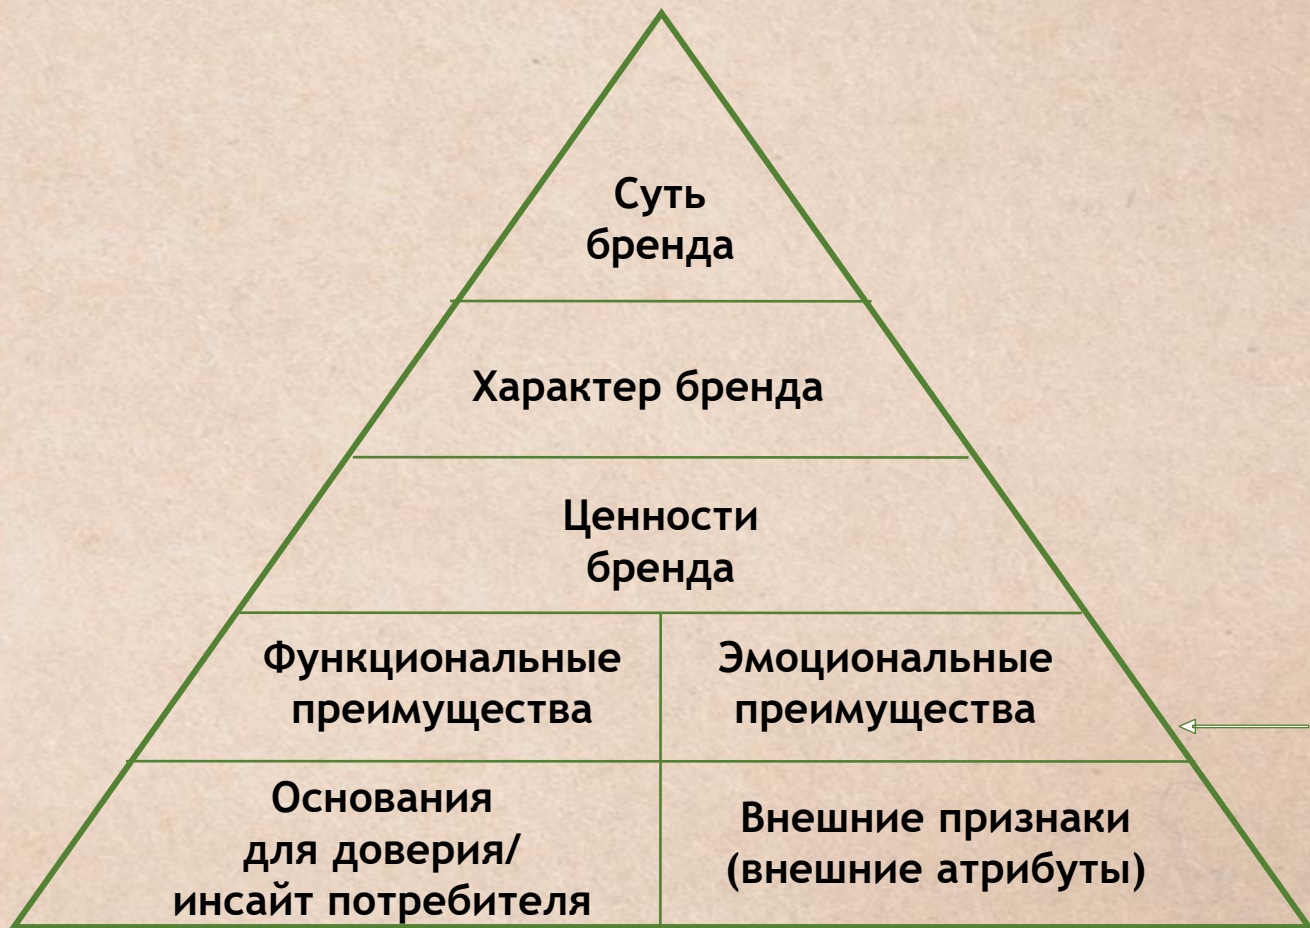 Суть
бренда
Характер бренда
Ценности
бренда
Функциональные
преимущества
Эмоциональные
преимущества
Основания
для доверия/
инсайт потребителя
Внешние признаки
(внешние атрибуты)